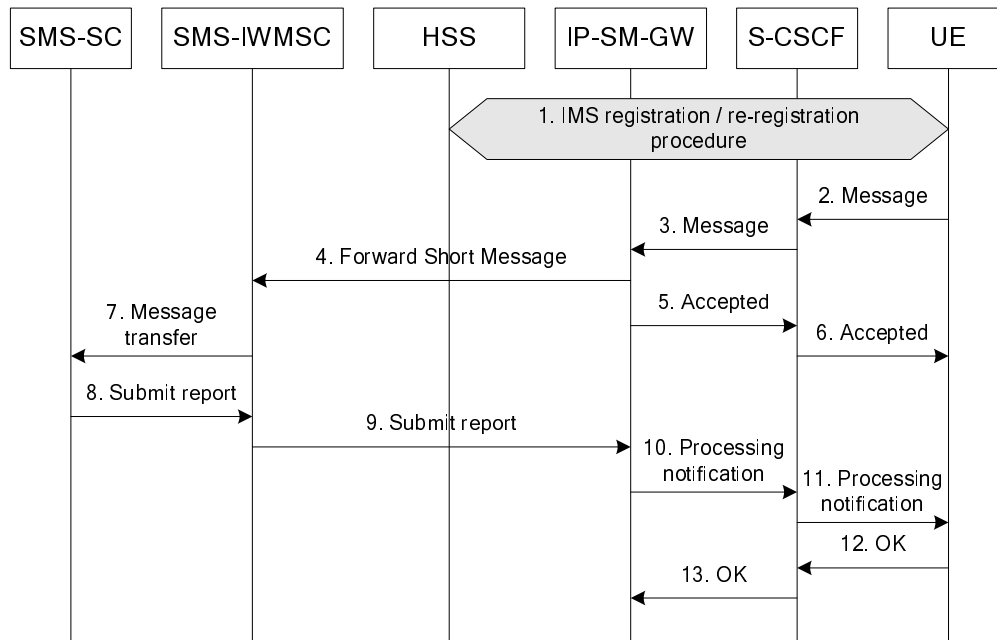 SMS-SC
SMS-IWMSC
HSS
IP-SM-GW
S-CSCF
UE
1. IMS registration / re-registration
procedure
2. Message
3. Message
4. Forward Short Message
5. Accepted
7. Message
transfer
6. Accepted
8. Submit report
9. Submit report
10. Processing
notification
11. Processing
notification
12. OK
13. OK